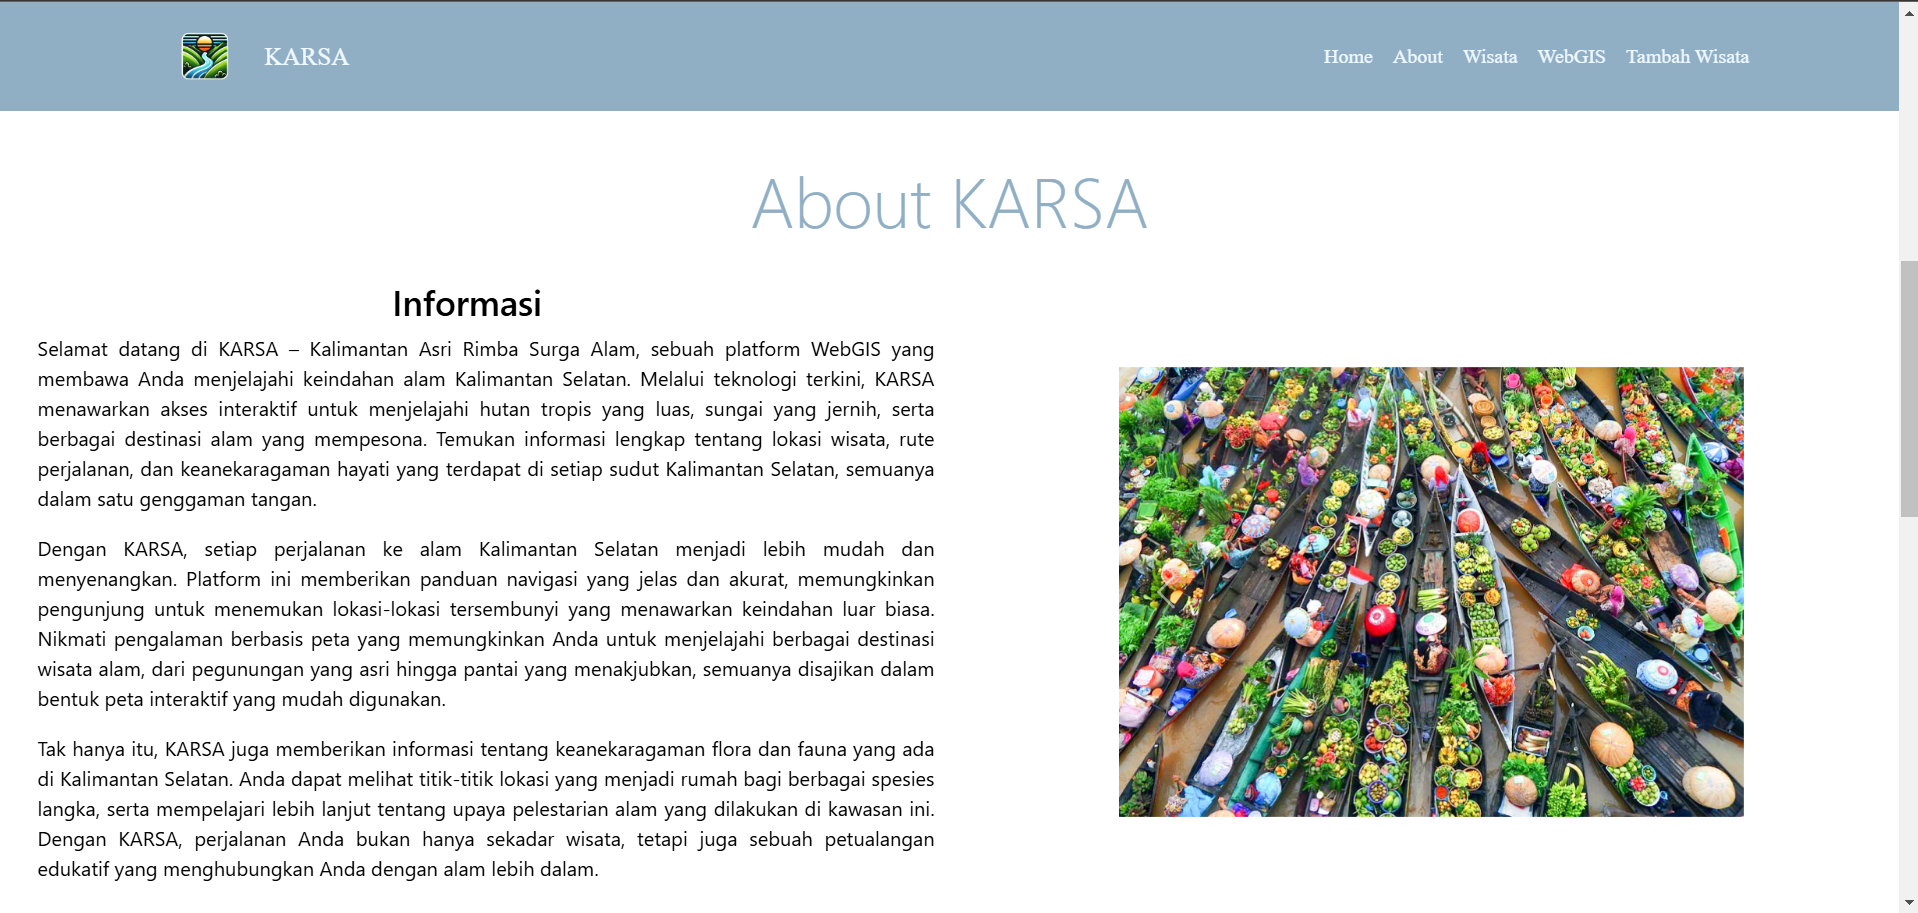 KARSA
Home About Wisata WebGIS Tambah Wisata
About KARSA
Informasi
Selamat datang di KARSA – Kalimantan Asri Rimba Surga Alam, sebuah platform WebGIS yang
membawa Anda menjelajahi keindahan alam Kalimantan Selatan. Melalui teknologi terkini, KARSA
menawarkan akses interaktif untuk menjelajahi hutan tropis yang luas, sungai yang jernih, serta
berbagai destinasi alam yang mempesona. Temukan informasi lengkap tentang lokasi wisata, rute
perjalanan, dan keanekaragaman hayati yang terdapat di setiap sudut Kalimantan Selatan, semuanya
dalam satu genggaman tangan.
Dengan KARSA, setiap perjalanan ke alam Kalimantan Selatan menjadi lebih mudah dan
menyenangkan. Platform ini memberikan panduan navigasi yang jelas dan akurat, memungkinkan
pengunjung untuk menemukan lokasi-lokasi tersembunyi yang menawarkan keindahan luar biasa.
Nikmati pengalaman berbasis peta yang memungkinkan Anda untuk menjelajahi berbagai destinasi
wisata alam, dari pegunungan yang asri hingga pantai yang menakjubkan, semuanya disajikan dalam
bentuk peta interaktif yang mudah digunakan.
Tak hanya itu, KARSA juga memberikan informasi tentang keanekaragaman flora dan fauna yang ada
di Kalimantan Selatan. Anda dapat melihat titik-titik lokasi yang menjadi rumah bagi berbagai spesies
langka, serta mempelajari lebih lanjut tentang upaya pelestarian alam yang dilakukan di kawasan ini.
Dengan KARSA, perjalanan Anda bukan hanya sekadar wisata, tetapi juga sebuah petualangan
edukatif yang menghubungkan Anda dengan alam lebih dalam.